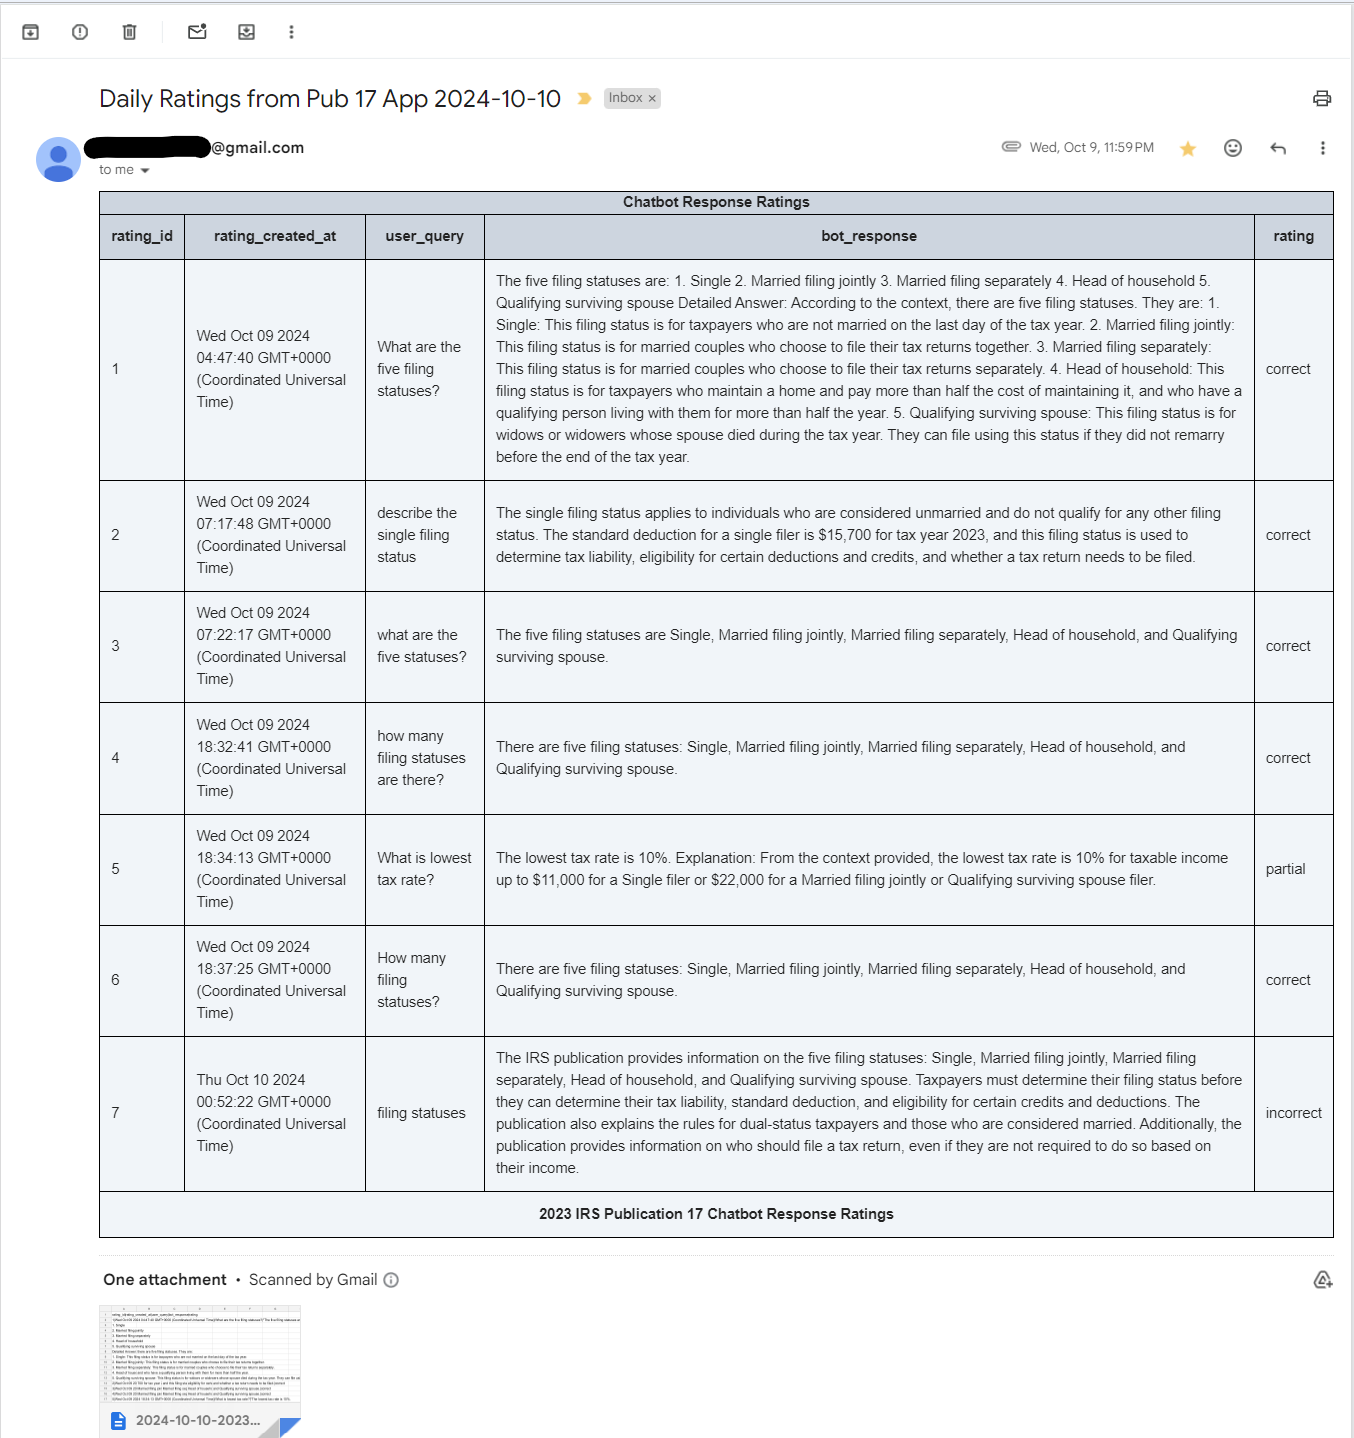 Daily Ratings from Pub 17 App 2024-10-10 Inbox ×
@gmail.com Wed, Oct 9, 11:59 PM
to me
Chatbot Response Ratings
rating_id rating_created_at user_query bot_response rating
1
Wed Oct 09 2024
04:47:40 GMT+0000
(Coordinated Universal
Time)
What are the
five filing
statuses?
The five filing statuses are: 1. Single 2. Married filing jointly 3. Married filing separately 4. Head of household 5.
Qualifying surviving spouse Detailed Answer: According to the context, there are five filing statuses. They are: 1.
Single: This filing status is for taxpayers who are not married on the last day of the tax year. 2. Married filing jointly:
This filing status is for married couples who choose to file their tax returns together. 3. Married filing separately:
This filing status is for married couples who choose to file their tax returns separately. 4. Head of household: This
filing status is for taxpayers who maintain a home and pay more than half the cost of maintaining it, and who have a
qualifying person living with them for more than half the year. 5. Qualifying surviving spouse: This filing status is for
widows or widowers whose spouse died during the tax year. They can file using this status if they did not remarry
before the end of the tax year.
correct
2
Wed Oct 09 2024
07:17:48 GMT+0000
(Coordinated Universal
Time)
describe the
single filing
status
The single filing status applies to individuals who are considered unmarried and do not qualify for any other filing
status. The standard deduction for a single filer is $15,700 for tax year 2023, and this filing status is used to
determine tax liability, eligibility for certain deductions and credits, and whether a tax return needs to be filed.
correct
3
Wed Oct 09 2024
07:22:17 GMT+0000
(Coordinated Universal
Time)
what are the
five statuses?
The five filing statuses are Single, Married filing jointly, Married filing separately, Head of household, and Qualifying
surviving spouse.
correct
4
Wed Oct 09 2024
18:32:41 GMT+0000
(Coordinated Universal
Time)
how many
filing statuses
are there?
There are five filing statuses: Single, Married filing jointly, Married filing separately, Head of household, and
Qualifying surviving spouse.
correct
5
Wed Oct 09 2024
18:34:13 GMT+0000
(Coordinated Universal
Time)
What is lowest
tax rate?
The lowest tax rate is 10%. Explanation: From the context provided, the lowest tax rate is 10% for taxable income
up to $11,000 for a Single filer or $22,000 for a Married filing jointly or Qualifying surviving spouse filer.
partial
6
Wed Oct 09 2024
18:37:25 GMT+0000
(Coordinated Universal
Time)
How many
filing
statuses?
There are five filing statuses: Single, Married filing jointly, Married filing separately, Head of household, and
Qualifying surviving spouse.
correct
7
Thu Oct 10 2024
00:52:22 GMT+0000
(Coordinated Universal
Time)
filing statuses
The IRS publication provides information on the five filing statuses: Single, Married filing jointly, Married filing
separately, Head of household, and Qualifying surviving spouse. Taxpayers must determine their filing status before
they can determine their tax liability, standard deduction, and eligibility for certain credits and deductions. The
publication also explains the rules for dual-status taxpayers and those who are considered married. Additionally, the
publication provides information on who should file a tax return, even if they are not required to do so based on
their income.
incorrect
2023 IRS Publication 17 Chatbot Response Ratings
One attachment • Scanned by Gmail
2024-10-10-2023...